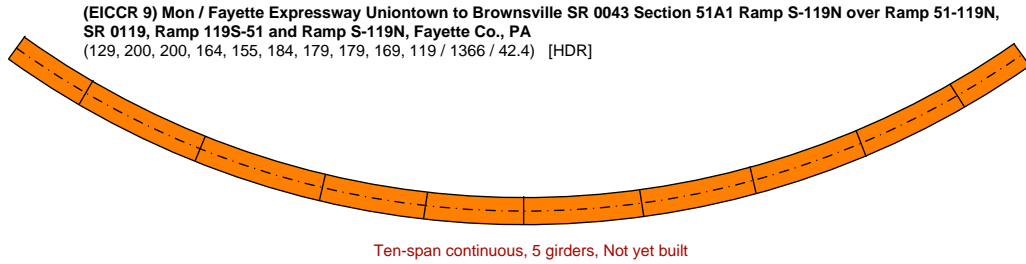 (EICCR 9) Mon / Fayette Expressway Uniontown to Brownsville SR 0043 Section 51A1 Ramp S-119N over Ramp 51-119N,
SR 0119, Ramp 119S-51 and Ramp S-119N, Fayette Co., PA
(129, 200, 200, 164, 155, 184, 179, 179, 169, 119 / 1366 / 42.4) [HDR]
Ten-span continuous, 5 girders, Not yet built